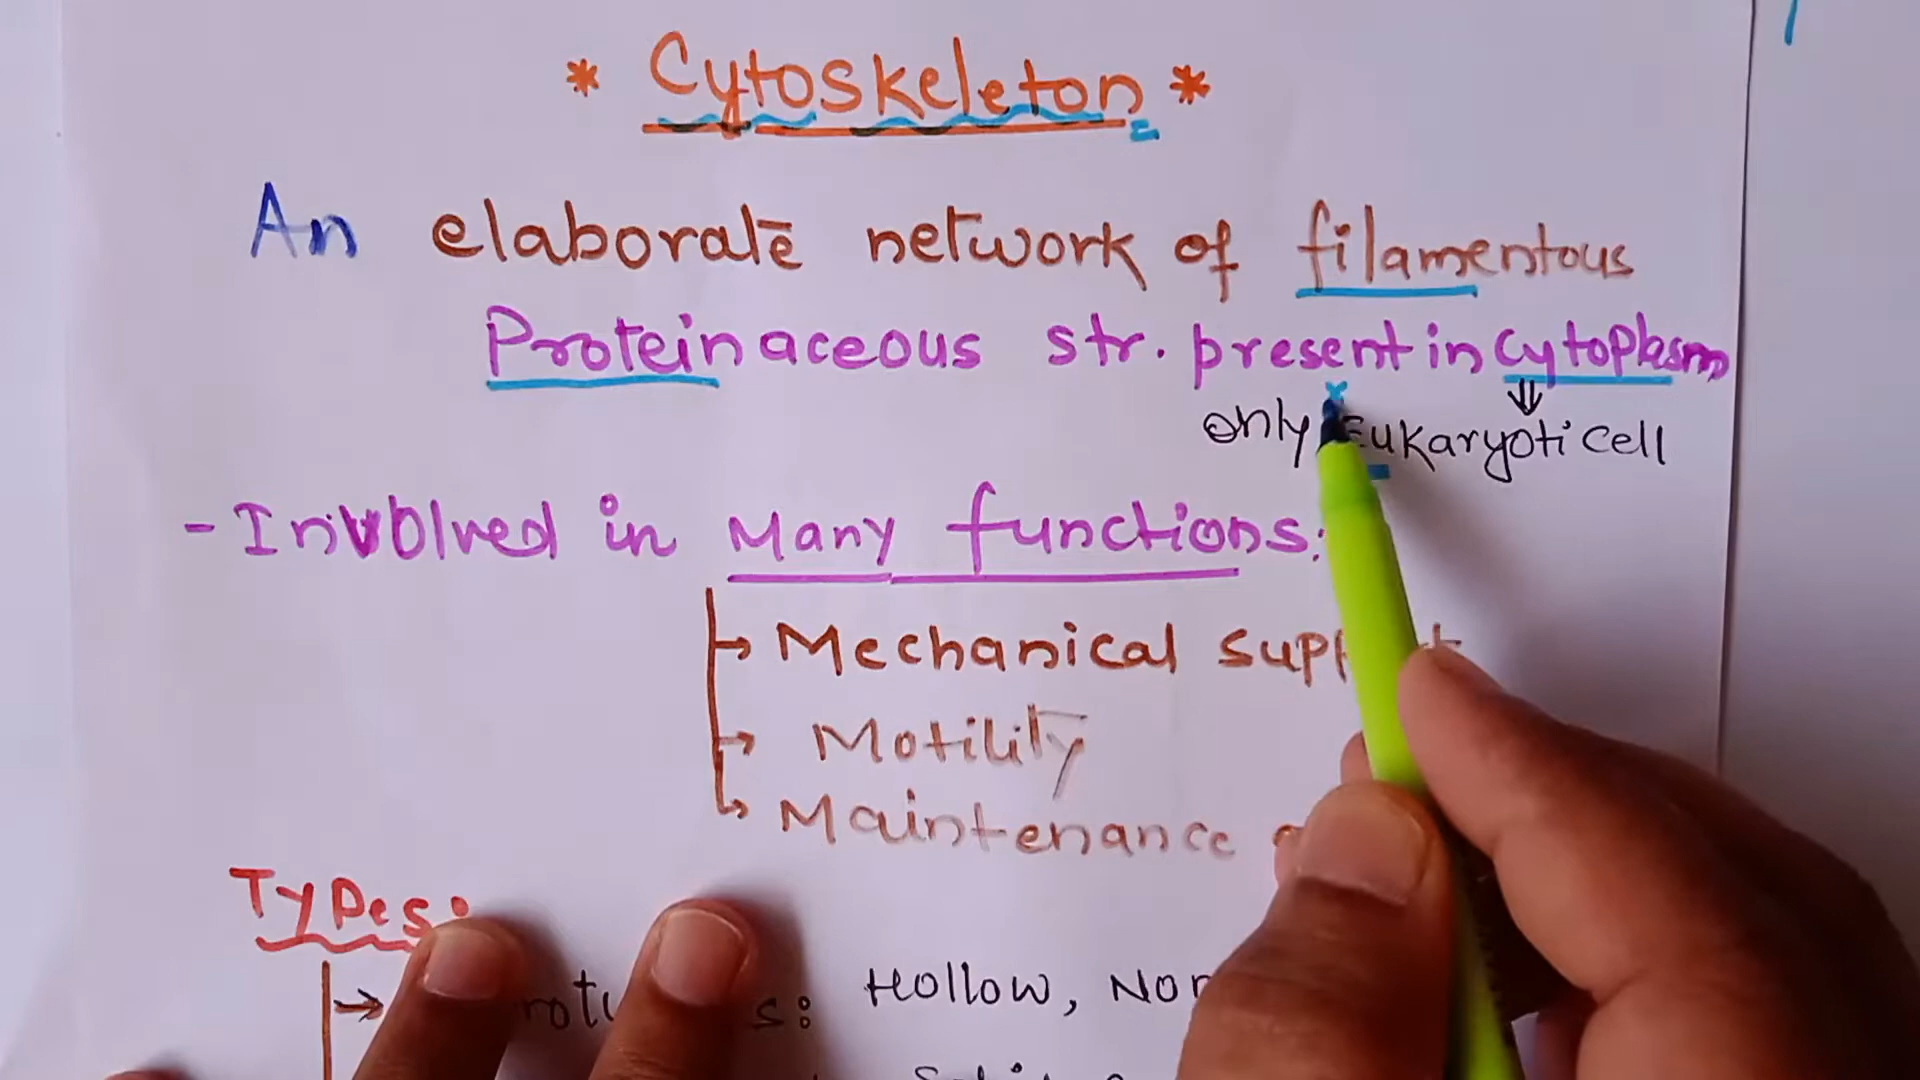 * Cytoskeleton *
An elaborate network of filamentous
Proteinaceous str. present in cytoplasm
only Eukaryoti cell
- Involved in Many functions:
Mechanical
Motility
Maintenance
Types:
Hollow,